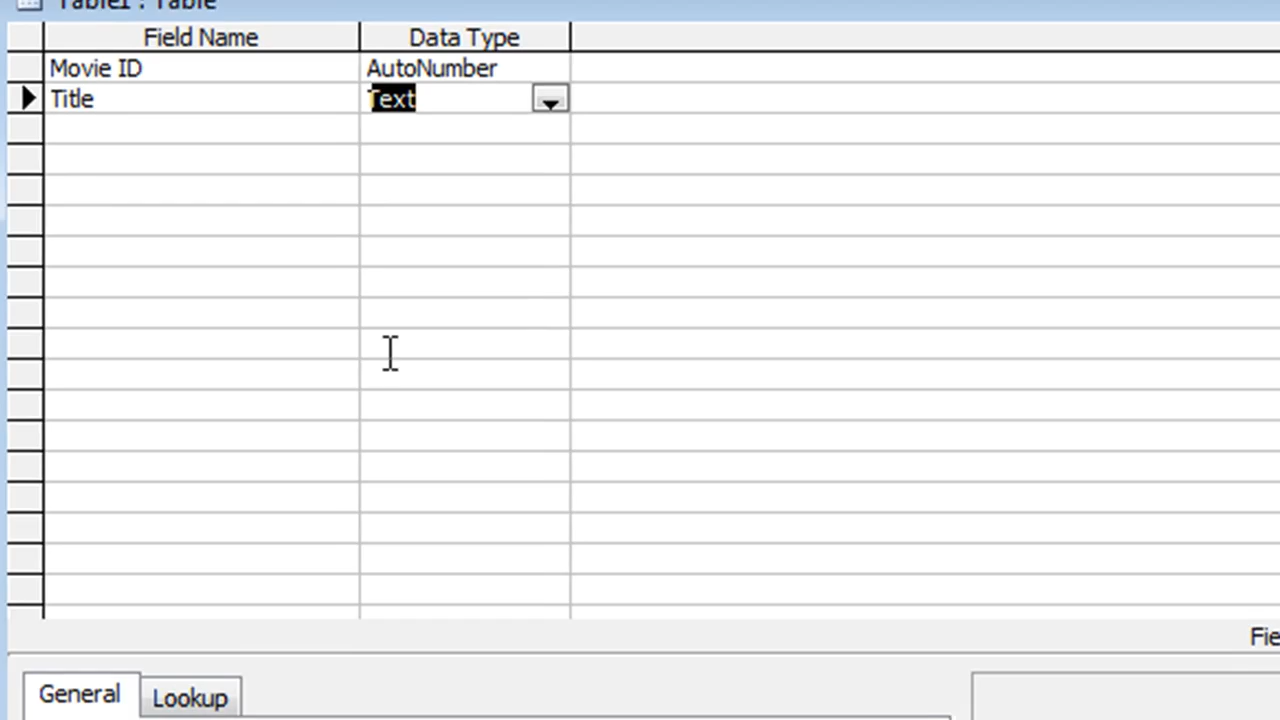 Table1 : Table
Field Name Data Type
Movie ID AutoNumber
Title Text
Fie
General Lookup